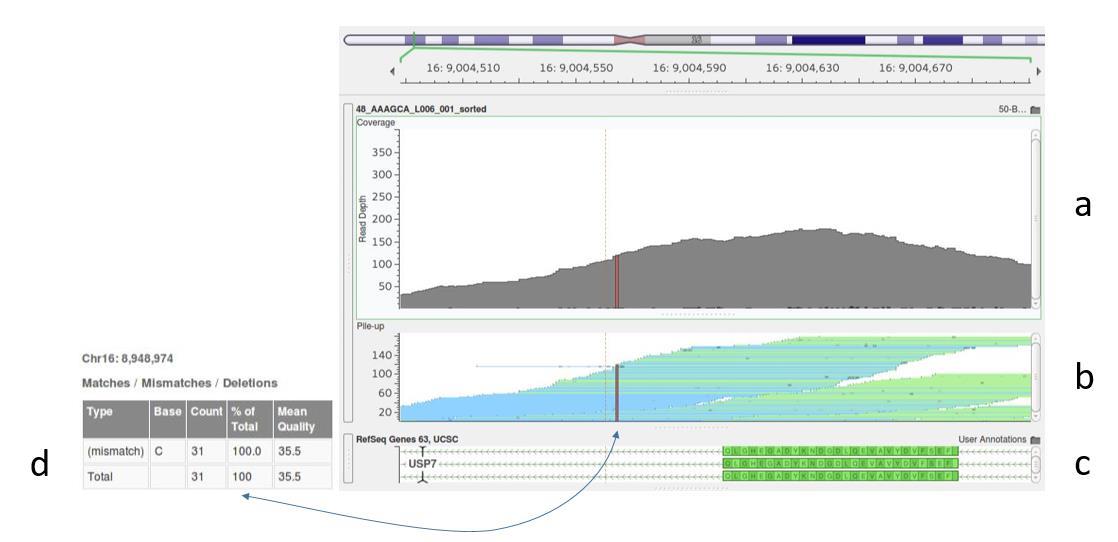 16
16: 9,004,510 16: 9,004,550 16: 9,004,590 16: 9,004,630 16: 9,004,670
48_AAAGCA_L006_001_sorted 50-B...
Coverage
350
300
250
200
150
100
50
Read Depth
a
Pile-up
140
100
60
20
b
RefSeq Genes 63, UCSC User Annotations
USP7
c
Chr16: 8,948,974
Matches / Mismatches / Deletions
Type Base Count % of Total Mean Quality
(mismatch) C 31 100.0 35.5
Total 31 100 35.5
d